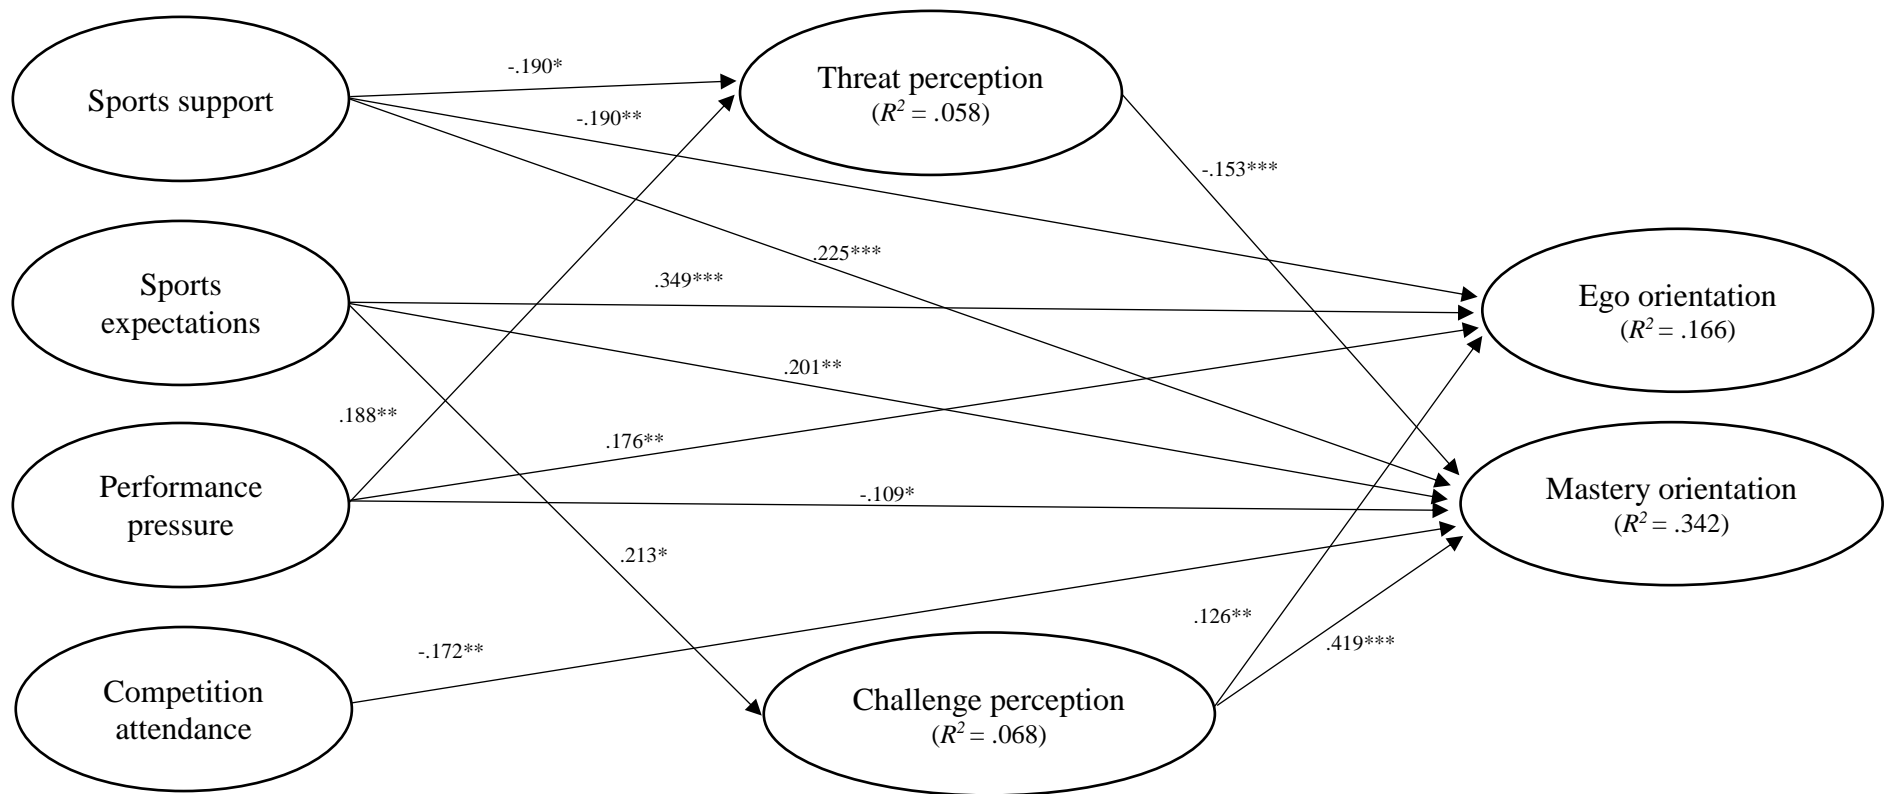 Sports support
-.190*
-.190**
Threat perception
(R² = .058)
-.153***
.225***
Sports
expectations
.349***
Ego orientation
(R² = .166)
.201**
.188**
.176**
Performance
pressure
-.109*
Mastery orientation
(R² = .342)
.213*
.126**
.419***
-.172**
Competition
attendance
Challenge perception
(R² = .068)